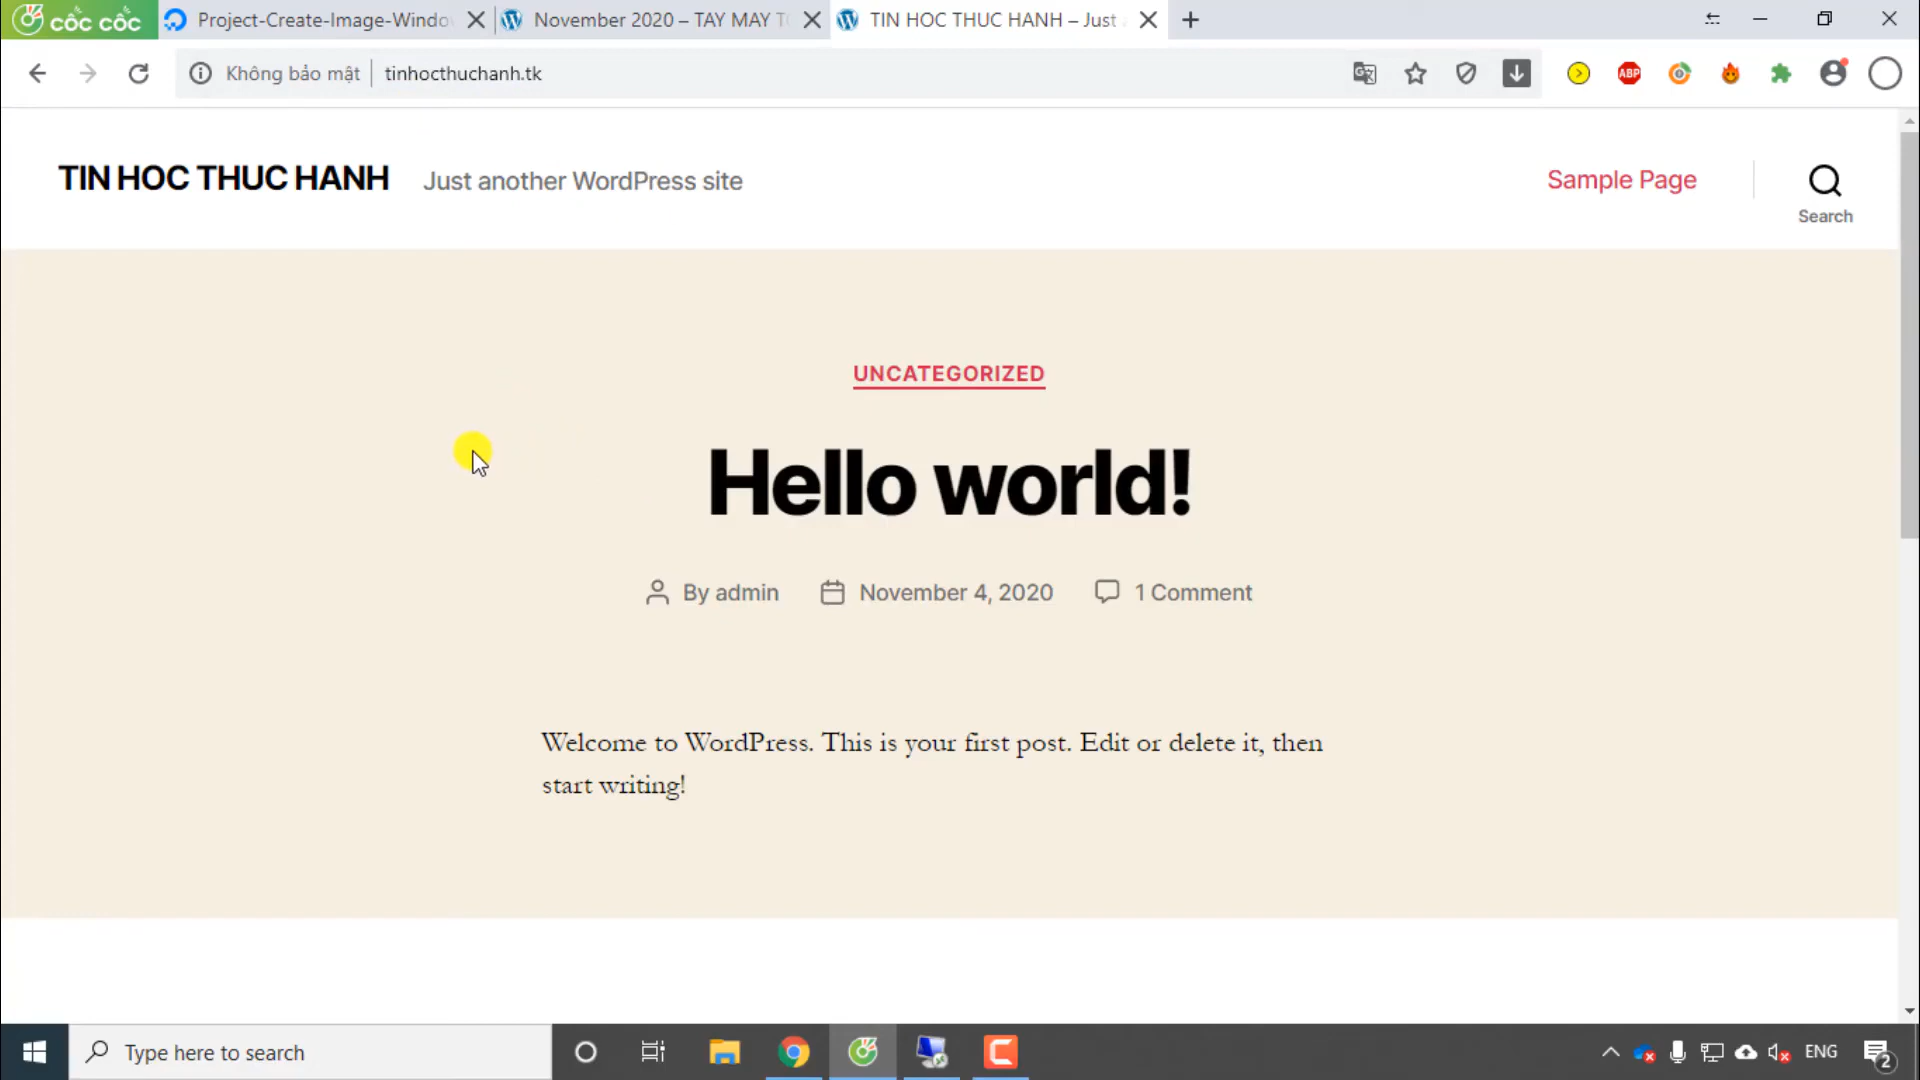 cốc cốc
Project-Create-Image-Windo
November 2020 – TAY MAY T
TIN HOC THUC HANH – Just
Không bảo mật
tinhocthuchanh.tk
ABP
TIN HOC THUC HANH
Just another WordPress site
Sample Page
Search
UNCATEGORIZED
Hello world!
By admin
November 4, 2020
1 Comment
Welcome to WordPress. This is your first post. Edit or delete it, then
start writing!
Type here to search
ENG
2